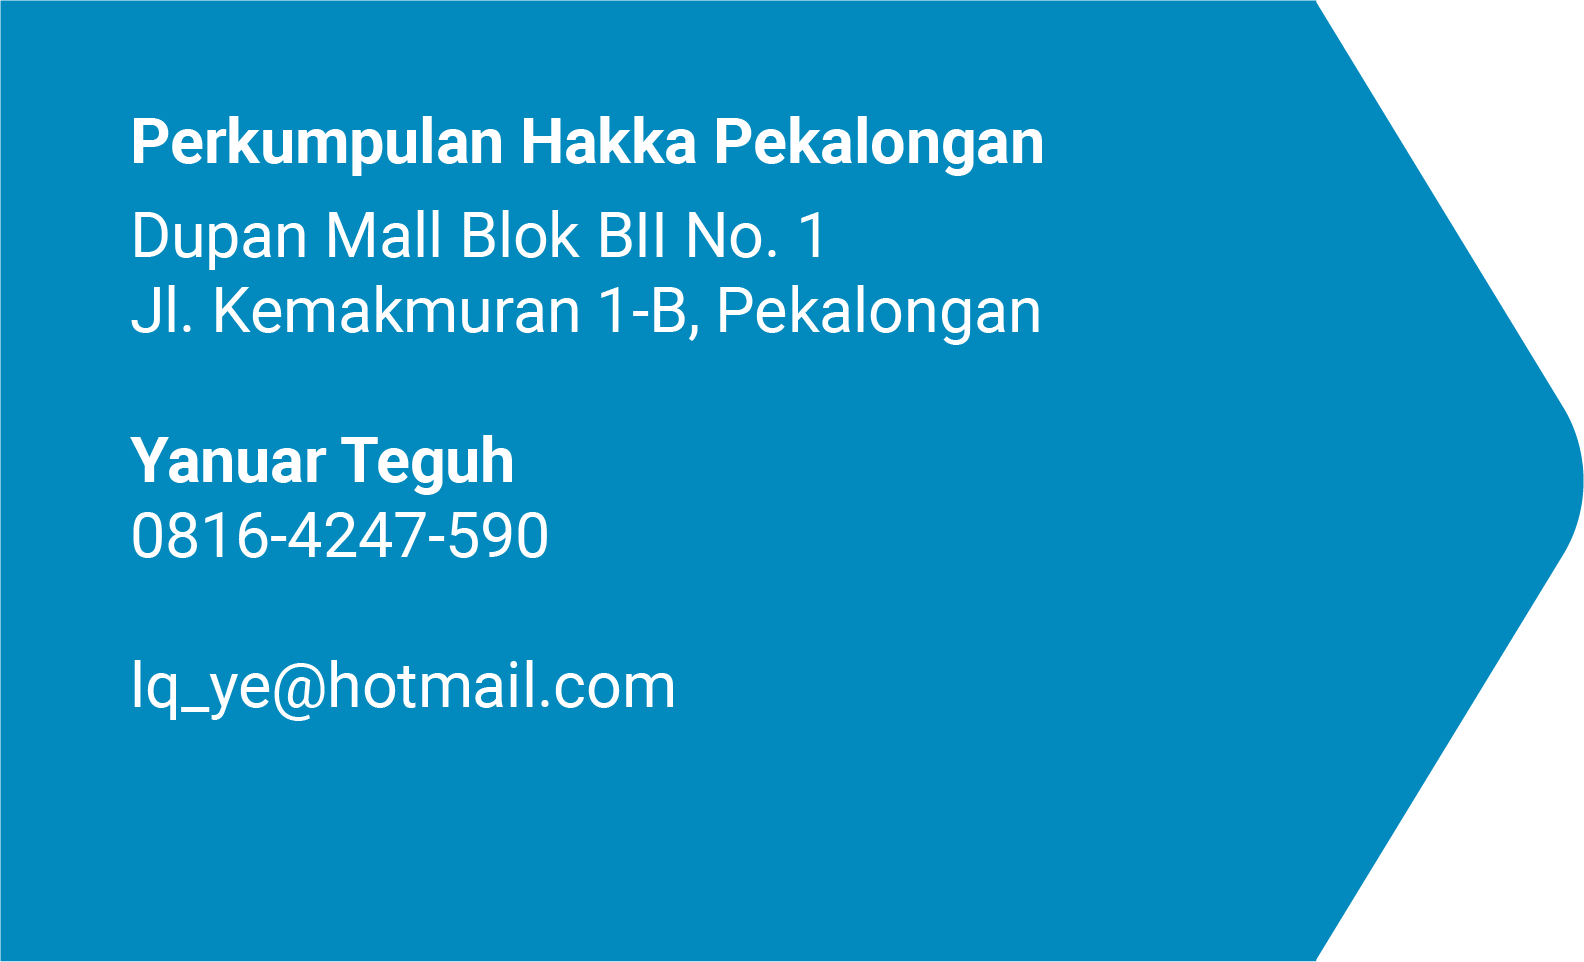 Perkumpulan Hakka Pekalongan
Dupan Mall Blok BII No. 1
Jl. Kemakmuran 1-B, Pekalongan
Yanuar Teguh
0816-4247-590
lq_ye@hotmail.com